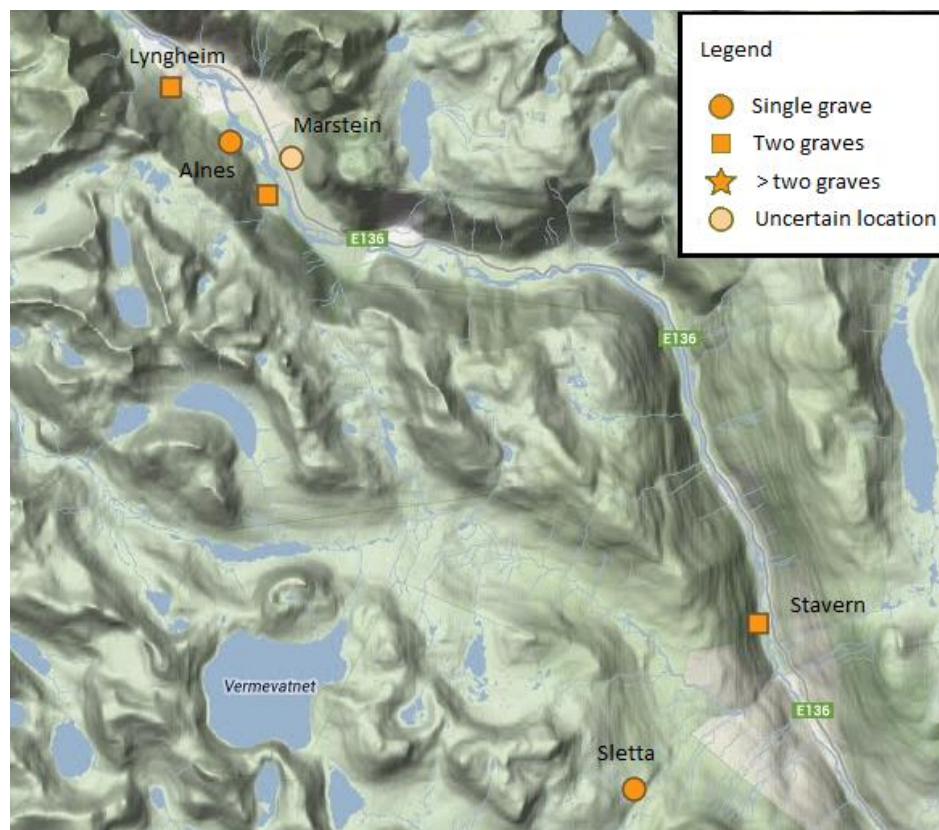 Lyngheim
Marstein
Alnes
E136
E136
Stavern
Vermevatnet
E136
Sletta
Legend
Single grave
Two graves
> two graves
Uncertain location